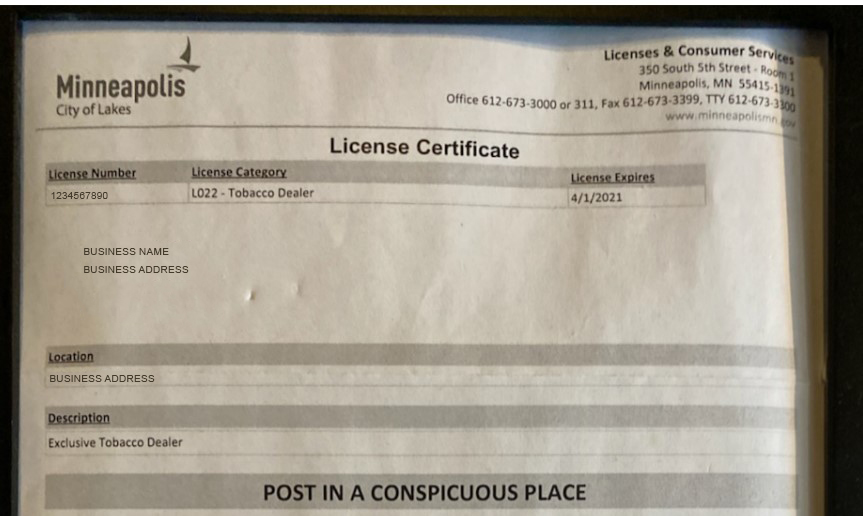 Minneapolis
City of Lakes
Licenses & Consumer Services
350 South 5th Street - Room 1
Minneapolis, MN 55415-1391
Office 612-673-3000 or 311, Fax 612-673-3399, TTY 612-673-3300
www.minneapolismn.gov
License Certificate
License Number License Category License Expires
1234567890 L022 - Tobacco Dealer 4/1/2021
BUSINESS NAME
BUSINESS ADDRESS
Location
BUSINESS ADDRESS
Description
Exclusive Tobacco Dealer
POST IN A CONSPICUOUS PLACE